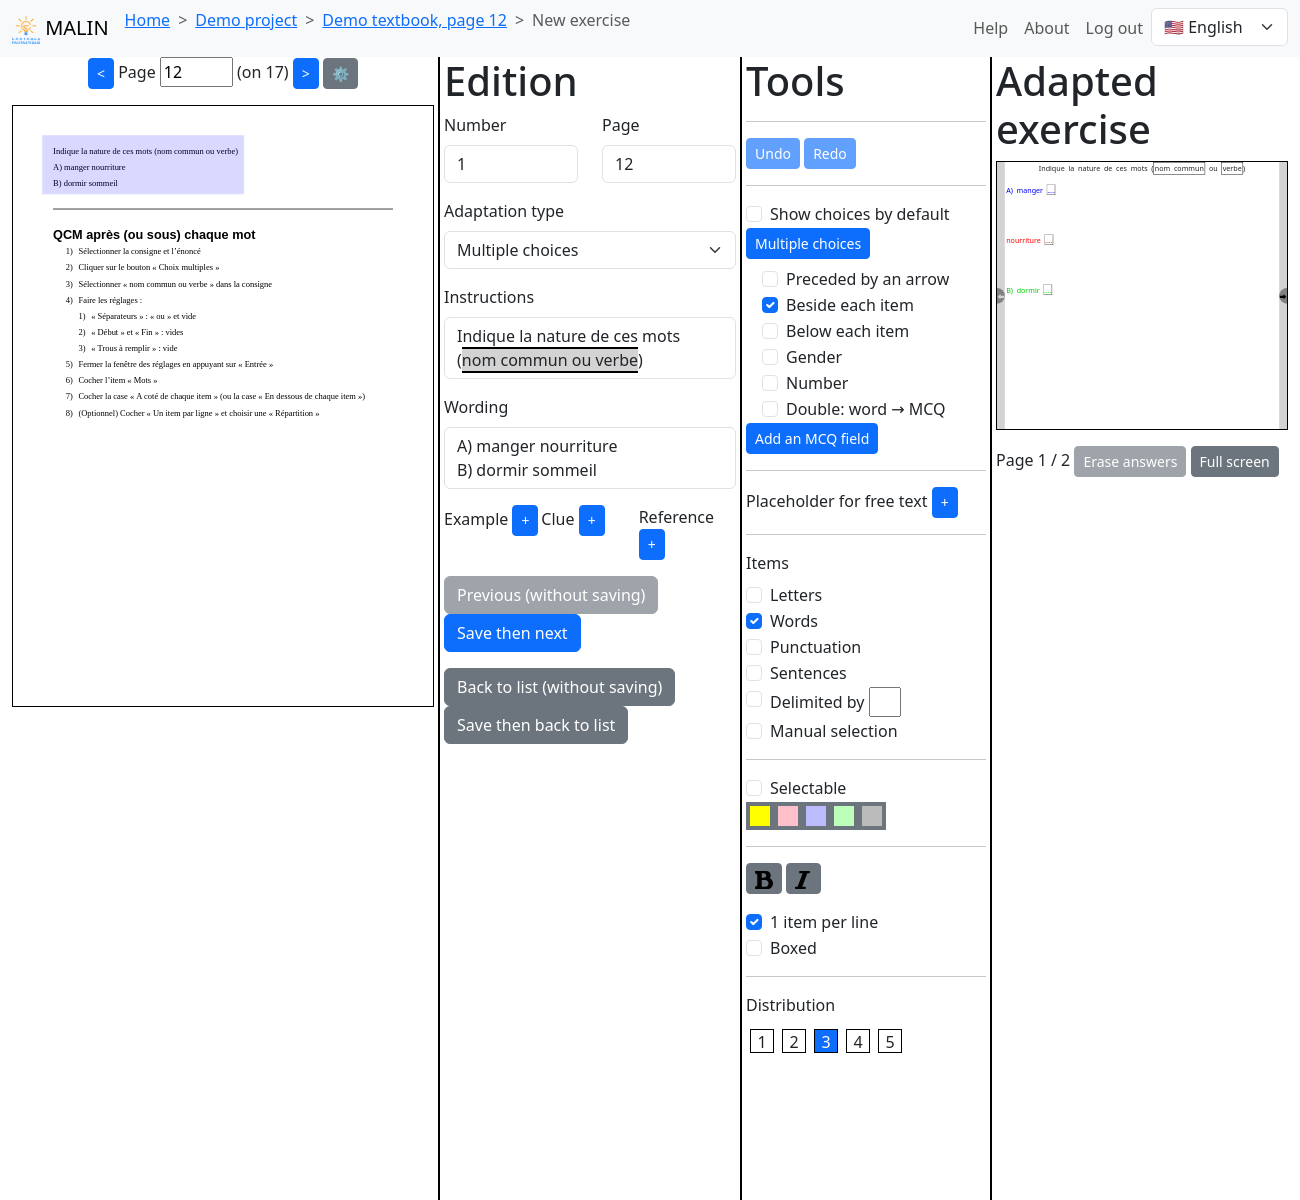 MALIN
Home > Demo project > Demo textbook, page 12 > New exercise
Help About Log out 🇺🇸 English
< Page 12 (on 17) > ⚙️
Indique la nature de ces mots (nom commun ou verbe)
A) manger nourriture
B) dormir sommeil
QCM après (ou sous) chaque mot
1) Sélectionner la consigne et l’énoncé
2) Cliquer sur le bouton « Choix multiples »
3) Sélectionner « nom commun ou verbe » dans la consigne
4) Faire les réglages :
1) « Séparateurs » : « ou » et vide
2) « Début » et « Fin » : vides
3) « Trous à remplir » : vide
5) Fermer la fenêtre des réglages en appuyant sur « Entrée »
6) Cocher l’item « Mots »
7) Cocher la case « A coté de chaque item » (ou la case « En dessous de chaque item »)
8) (Optionnel) Cocher « Un item par ligne » et choisir une « Répartition »
Edition
Number Page
1 12
Adaptation type
Multiple choices
Instructions
Indique la nature de ces mots
(nom commun ou verbe)
Wording
A) manger nourriture
B) dormir sommeil
Example + Clue + Reference
+
Previous (without saving)
Save then next
Back to list (without saving)
Save then back to list
Tools
Undo Redo
Show choices by default
Multiple choices
Preceded by an arrow
Beside each item
Below each item
Gender
Number
Double: word → MCQ
Add an MCQ field
Placeholder for free text +
Items
Letters
Words
Punctuation
Sentences
Delimited by
Manual selection
Selectable
B I
1 item per line
Boxed
Distribution
1 2 3 4 5
Adapted
exercise
Indique la nature de ces mots (nom commun ou verbe)
A) manger ....
nourriture ....
B) dormir ....
Page 1 / 2 Erase answers Full screen